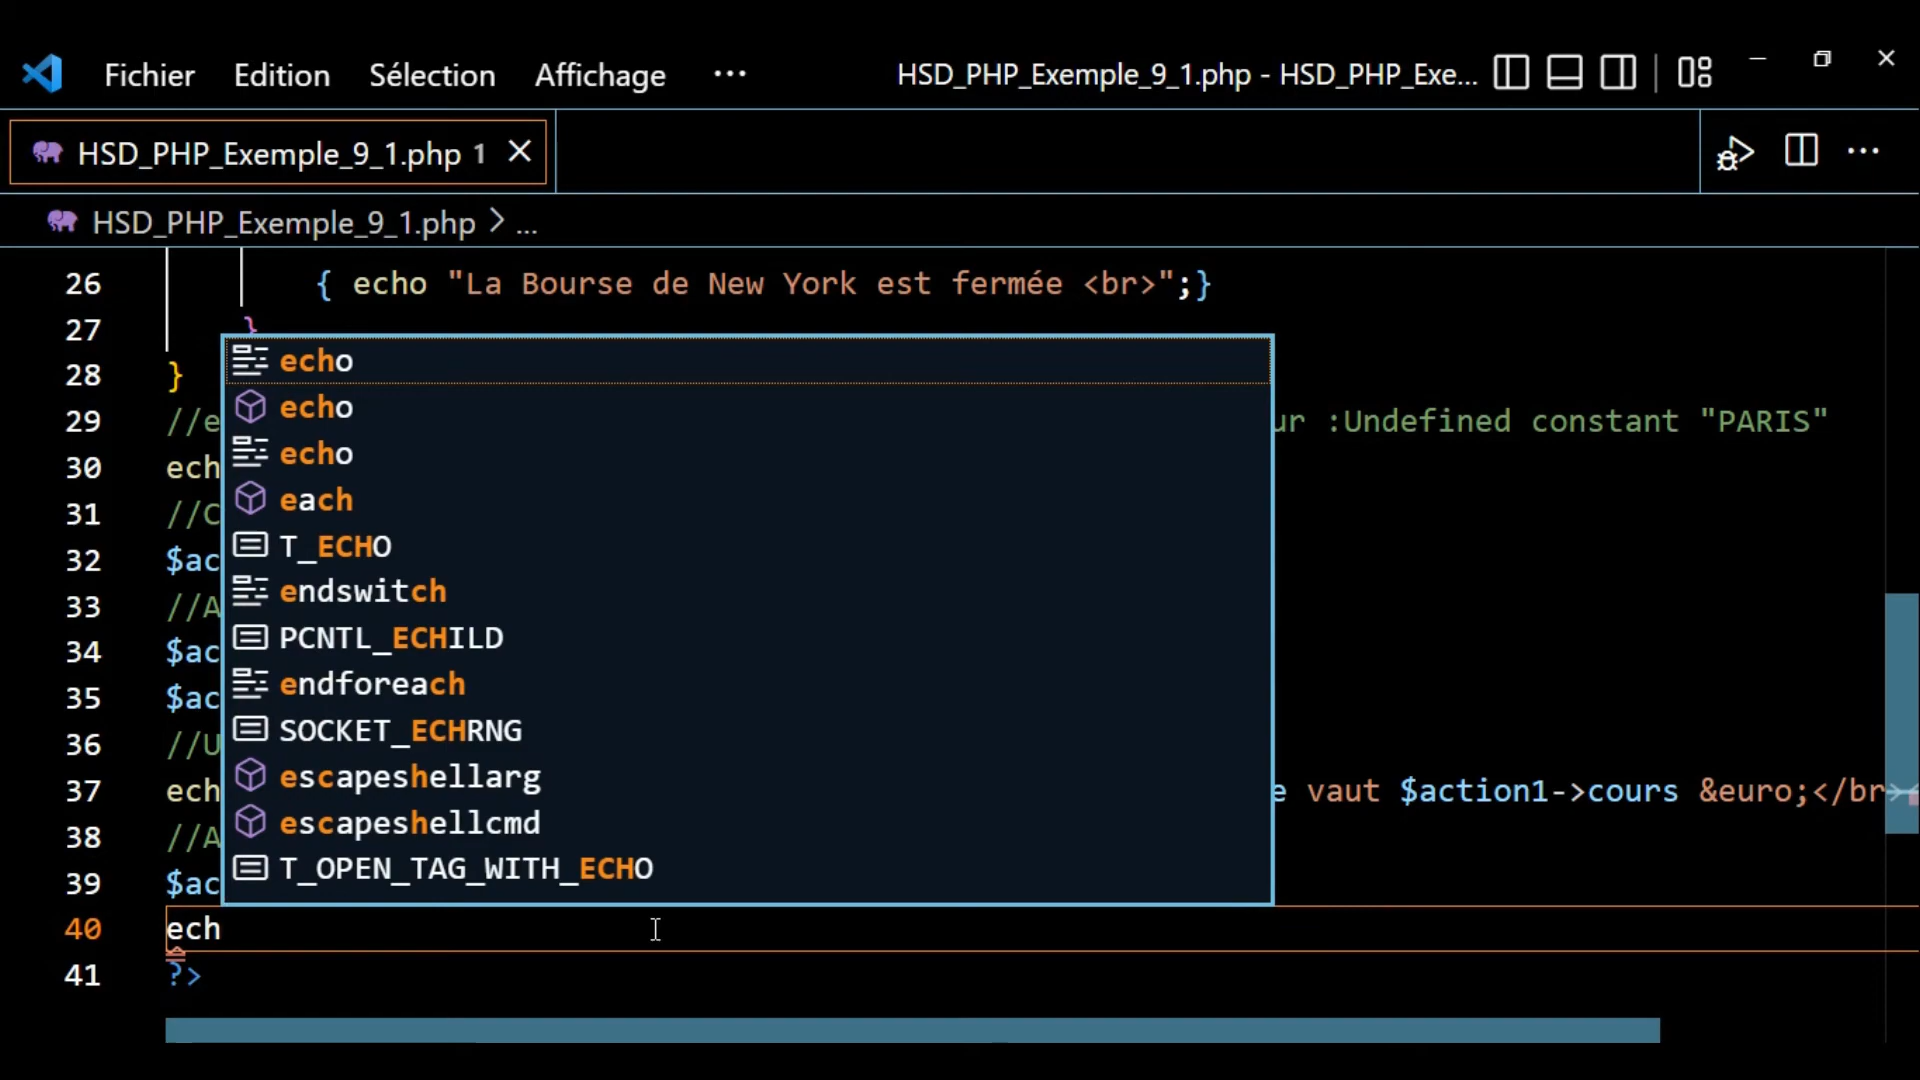 Fichier Edition Sélection Affichage ··· HSD_PHP_Exemple_9_1.php - HSD_PHP_Exe...
HSD_PHP_Exemple_9_1.php 1
HSD_PHP_Exemple_9_1.php > ...
26 { echo "La Bourse de New York est fermée <br>";}
27 }
28 }
29 //e ur :Undefined constant "PARIS"
30 ech
31 //C
32 $ac
33 //A
34 $ac
35 $ac
36 //U
37 ech e vaut $action1->cours &euro;</br>
38 //A
39 $ac
echo
echo
echo
each
T_ECHO
endswitch
PCNTL_ECHILD
endforeach
SOCKET_ECHRNG
escapeshellarg
escapeshellcmd
T_OPEN_TAG_WITH_ECHO
40 ech
41 ?>